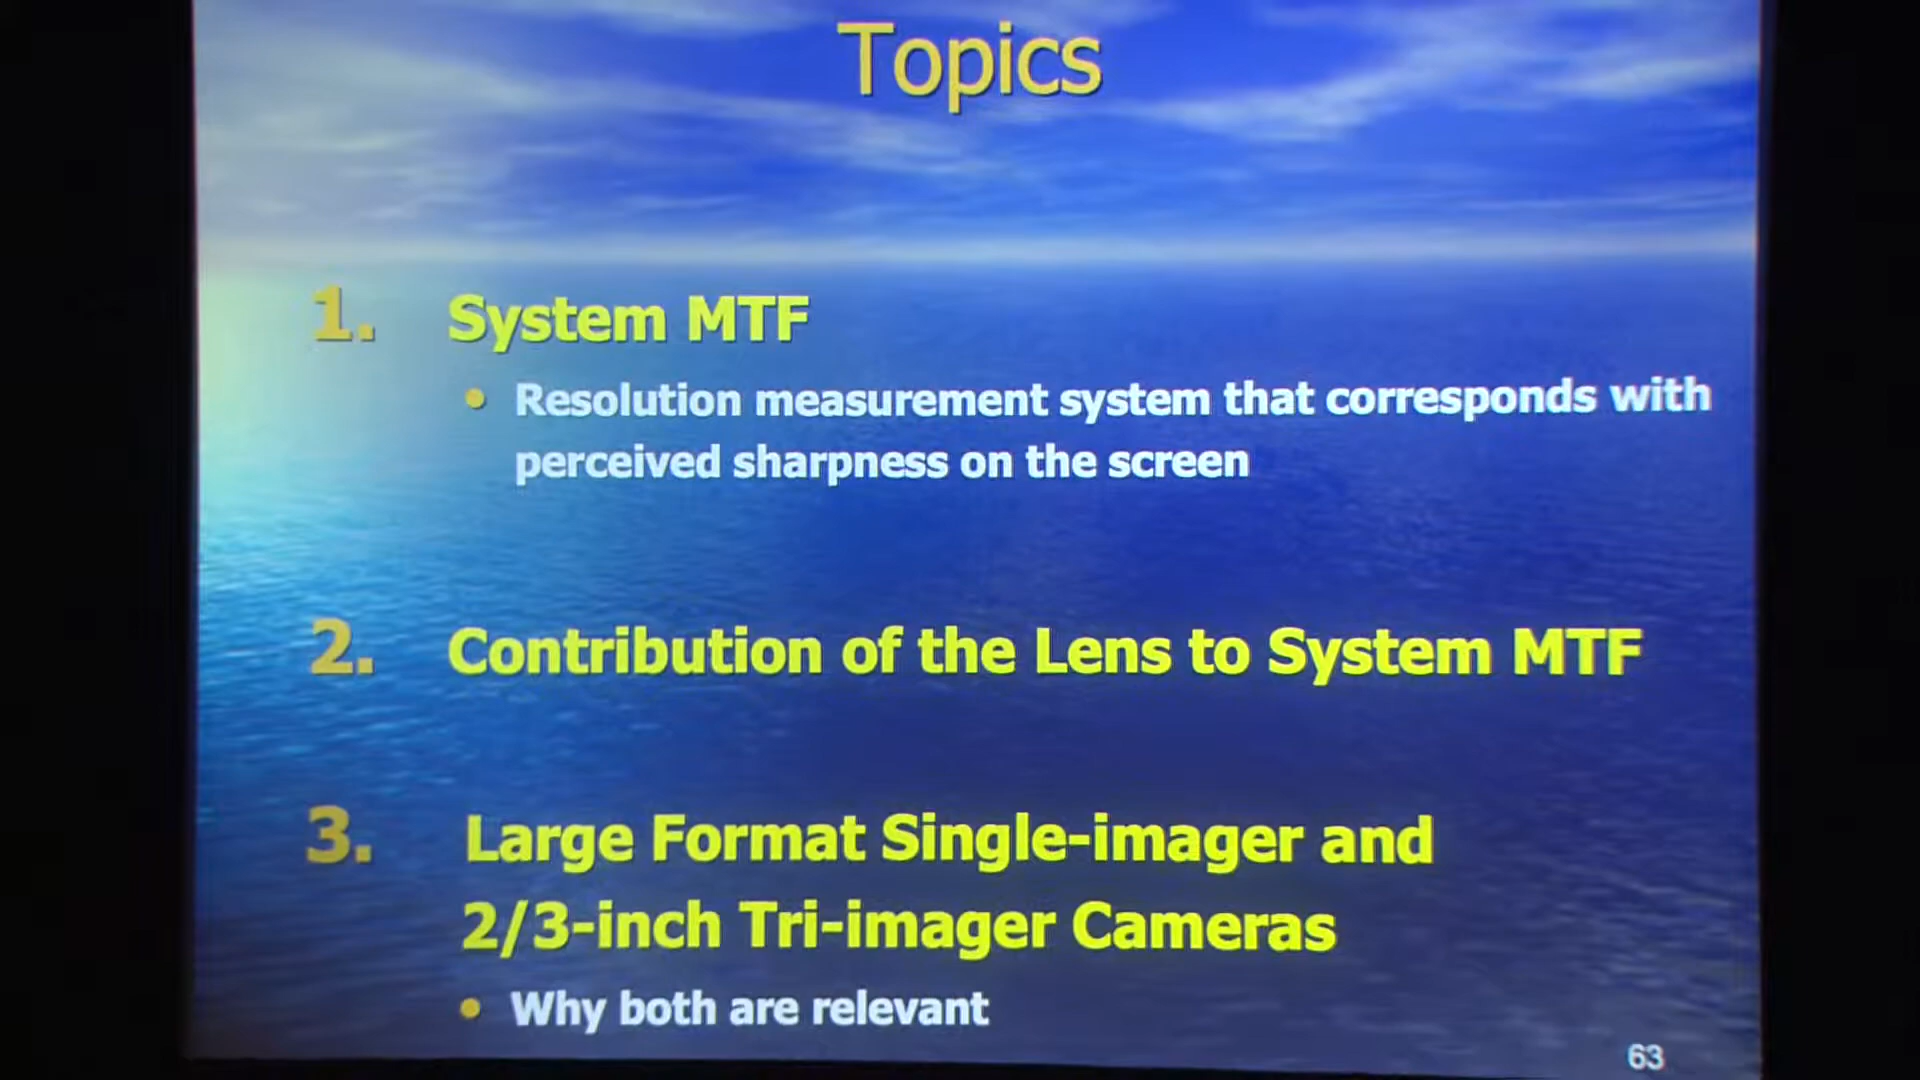 Topics
1. System MTF
• Resolution measurement system that corresponds with
perceived sharpness on the screen
2. Contribution of the Lens to System MTF
3. Large Format Single-imager and
2/3-inch Tri-imager Cameras
• Why both are relevant
63